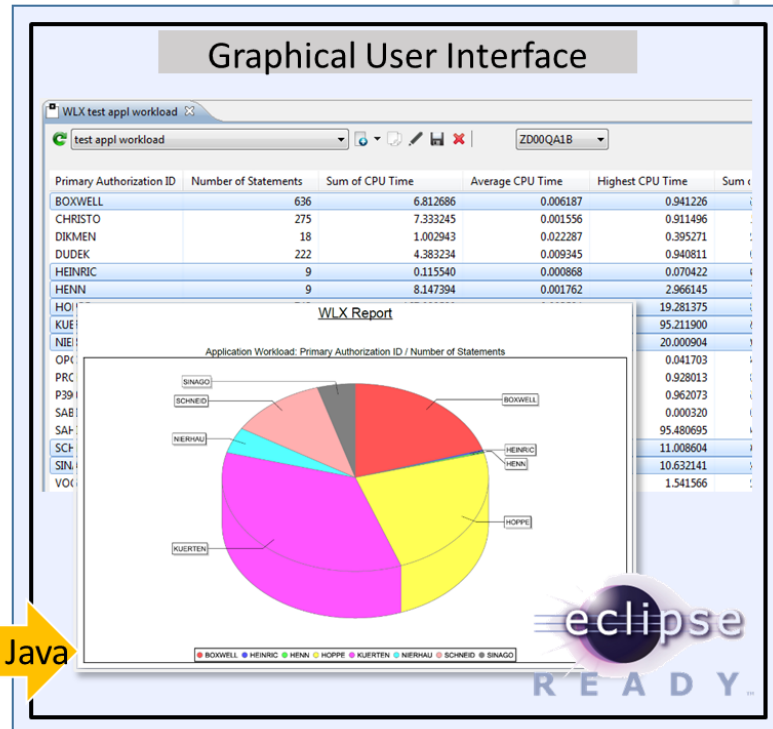 Graphical User Interface
WLX test appl workload
test appl workload ZD00QA1B
Primary Authorization ID Number of Statements Sum of CPU Time Average CPU Time Highest CPU Time Sum
BOXWELL 636 6.812686 0.006187 0.941226
CHRISTO 275 7.333245 0.001556 0.911496
DIKMEN 18 1.002943 0.022287 0.395271
DUDEK 222 4.383234 0.009345 0.940811
HEINRIC 9 0.115540 0.000868 0.070422
HENN 9 8.147394 0.001762 2.966145
19.281375
95.211900
20.000904
0.041703
0.928013
0.962073
0.000320
95.480695
11.008604
10.632141
1.541566
WLX Report
Application Workload: Primary Authorization ID / Number of Statements
SINAGO
SCHNEID
BOXWELL
NIERHAU
HEINRIC
HENN
HOPPE
KUERTEN
BOXWELL HEINRIC HENN HOPPE KUERTEN NIERHAU SCHNEID SINAGO
Java
eclipse
READY